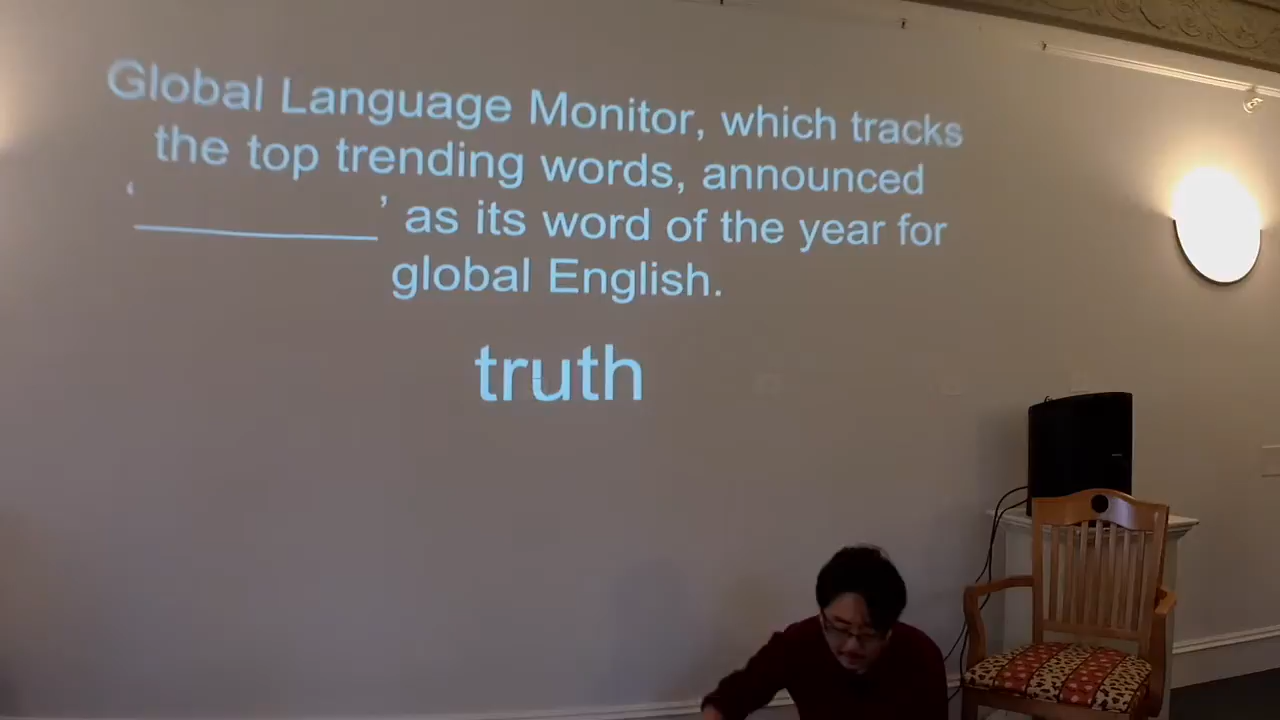 Global Language Monitor, which tracks
the top trending words, announced
‘__________’ as its word of the year for
global English.
truth